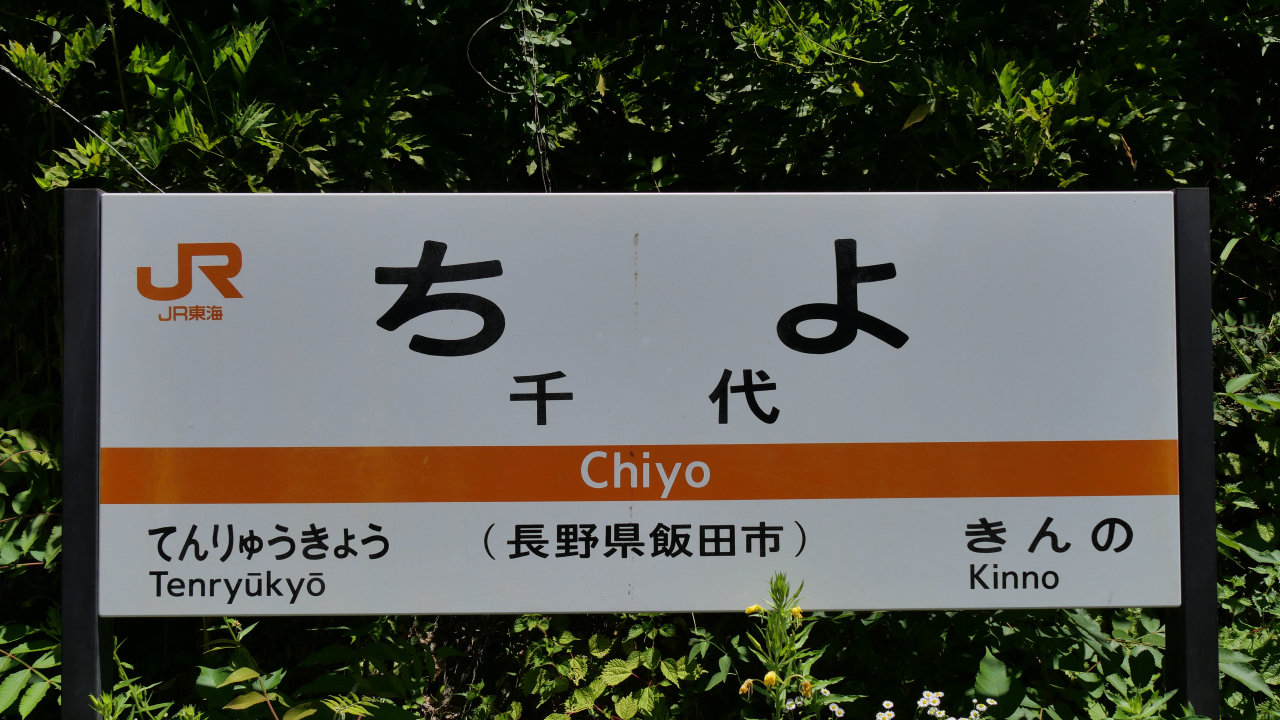 JR
JR東海
ちよ
千代
Chiyo
てんりゅうきょう
Tenryūkyō
（長野県飯田市）
きんの
Kinno